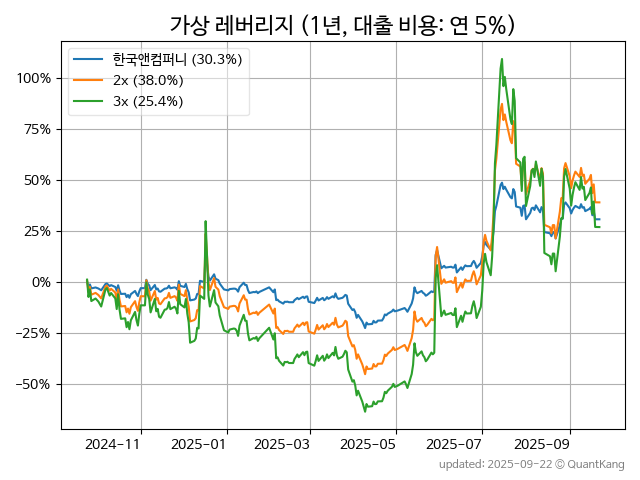 가상 레버리지 (1년, 대출 비용: 연 5%)
한국앤컴퍼니 (30.3%)
2x (38.0%)
3x (25.4%)
100%
75%
50%
25%
0%
−25%
−50%
2024-11
2025-01
2025-03
2025-05
2025-07
2025-09
updated: 2025-09-22 © QuantKang